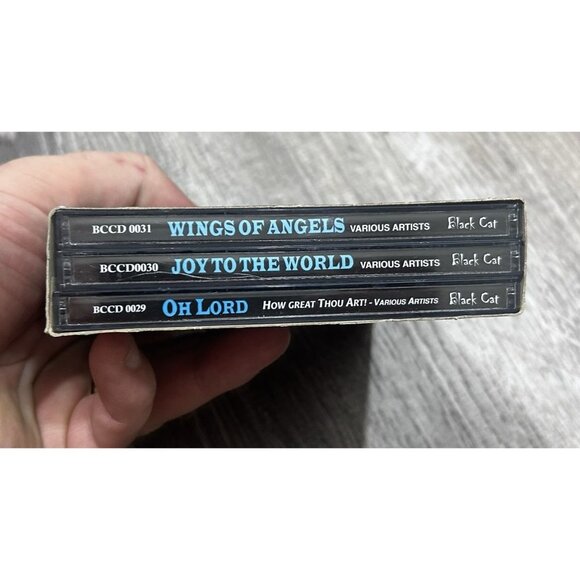 BCCD 0031 WINGS OF ANGELS VARIOUS ARTISTS Black Cat
BCCD0030 JOY TO THE WORLD VARIOUS ARTISTS Black Cat
BCCD 0029 OH LORD HOW GREAT THOU ART! - VARIOUS ARTISTS Black Cat